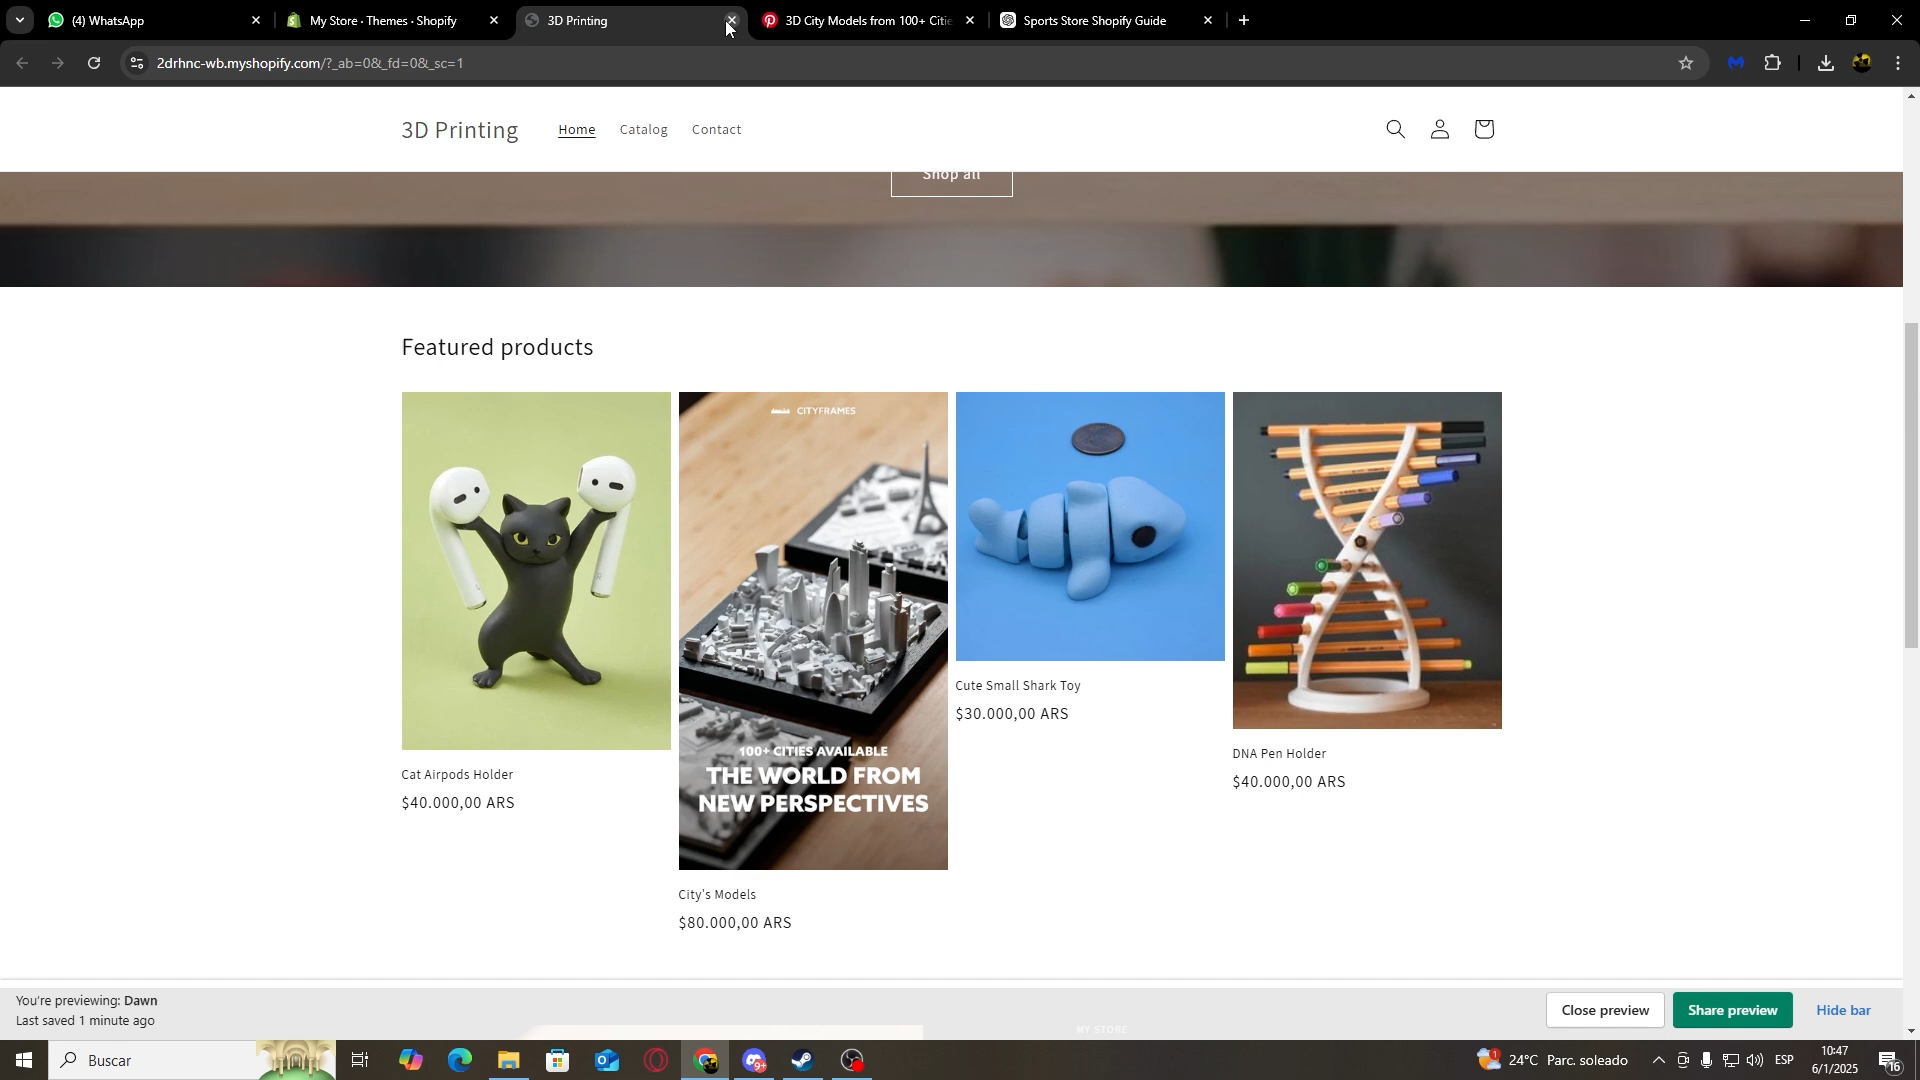 (4) WhatsApp
My Store · Themes · Shopify
3D Printing
3D City Models from 100+ Citie
Sports Store Shopify Guide
2drhnc-wb.myshopify.com/?_ab=0&_fd=0&_sc=1
3D Printing
Home
Catalog
Contact
Shop all
Featured products
CITYFRAMES
100+ CITIES AVAILABLE
THE WORLD FROM
NEW PERSPECTIVES
Cute Small Shark Toy
$30.000,00 ARS
DNA Pen Holder
$40.000,00 ARS
Cat Airpods Holder
$40.000,00 ARS
City's Models
$80.000,00 ARS
You're previewing: Dawn
Last saved 1 minute ago
Close preview
Share preview
Hide bar
MY STORE
Buscar
9+
1
24°C Parc. soleado
ESP
10:47
6/1/2025
16